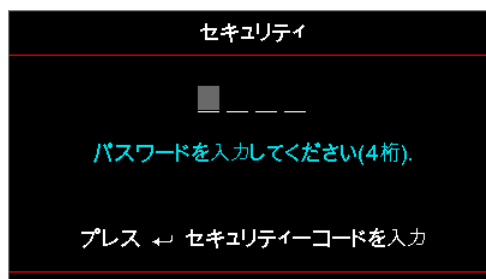 セキュリティ
パスワードを入力してください(4桁).
プレス ↵ セキュリティーコードを入力